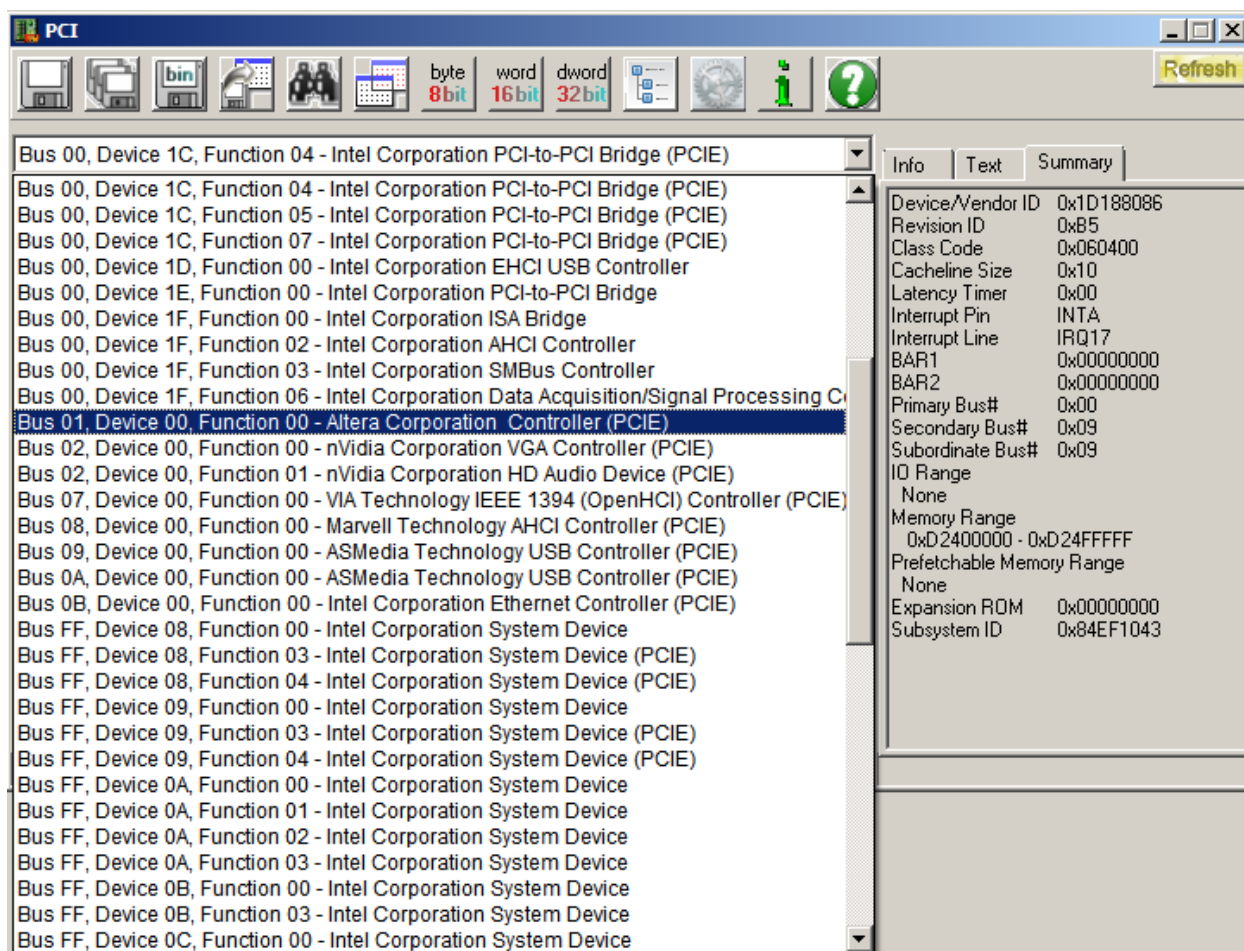 PCI
bin
byte 8bit
word 16bit
dword 32bit
Refresh
Bus 00, Device 1C, Function 04 - Intel Corporation PCI-to-PCI Bridge (PCIE)
Bus 00, Device 1C, Function 04 - Intel Corporation PCI-to-PCI Bridge (PCIE)
Bus 00, Device 1C, Function 05 - Intel Corporation PCI-to-PCI Bridge (PCIE)
Bus 00, Device 1C, Function 07 - Intel Corporation PCI-to-PCI Bridge (PCIE)
Bus 00, Device 1D, Function 00 - Intel Corporation EHCI USB Controller
Bus 00, Device 1E, Function 00 - Intel Corporation PCI-to-PCI Bridge
Bus 00, Device 1F, Function 00 - Intel Corporation ISA Bridge
Bus 00, Device 1F, Function 02 - Intel Corporation AHCI Controller
Bus 00, Device 1F, Function 03 - Intel Corporation SMBus Controller
Bus 00, Device 1F, Function 06 - Intel Corporation Data Acquisition/Signal Processing Co
Bus 01, Device 00, Function 00 - Altera Corporation  Controller (PCIE)
Bus 02, Device 00, Function 00 - nVidia Corporation VGA Controller (PCIE)
Bus 02, Device 00, Function 01 - nVidia Corporation HD Audio Device (PCIE)
Bus 07, Device 00, Function 00 - VIA Technology IEEE 1394 (OpenHCI) Controller (PCIE)
Bus 08, Device 00, Function 00 - Marvell Technology AHCI Controller (PCIE)
Bus 09, Device 00, Function 00 - ASMedia Technology USB Controller (PCIE)
Bus 0A, Device 00, Function 00 - ASMedia Technology USB Controller (PCIE)
Bus 0B, Device 00, Function 00 - Intel Corporation Ethernet Controller (PCIE)
Bus FF, Device 08, Function 00 - Intel Corporation System Device
Bus FF, Device 08, Function 03 - Intel Corporation System Device (PCIE)
Bus FF, Device 08, Function 04 - Intel Corporation System Device (PCIE)
Bus FF, Device 09, Function 00 - Intel Corporation System Device
Bus FF, Device 09, Function 03 - Intel Corporation System Device (PCIE)
Bus FF, Device 09, Function 04 - Intel Corporation System Device (PCIE)
Bus FF, Device 0A, Function 00 - Intel Corporation System Device
Bus FF, Device 0A, Function 01 - Intel Corporation System Device
Bus FF, Device 0A, Function 02 - Intel Corporation System Device
Bus FF, Device 0A, Function 03 - Intel Corporation System Device
Bus FF, Device 0B, Function 00 - Intel Corporation System Device
Bus FF, Device 0B, Function 03 - Intel Corporation System Device
Bus FF, Device 0C, Function 00 - Intel Corporation System Device
Info Text Summary
Device/Vendor ID 0x1D188086
Revision ID 0xB5
Class Code 0x060400
Cacheline Size 0x10
Latency Timer 0x00
Interrupt Pin INTA
Interrupt Line IRQ17
BAR1 0x00000000
BAR2 0x00000000
Primary Bus# 0x00
Secondary Bus# 0x09
Subordinate Bus# 0x09
IO Range
None
Memory Range
0xD2400000 - 0xD24FFFFF
Prefetchable Memory Range
None
Expansion ROM 0x00000000
Subsystem ID 0x84EF1043